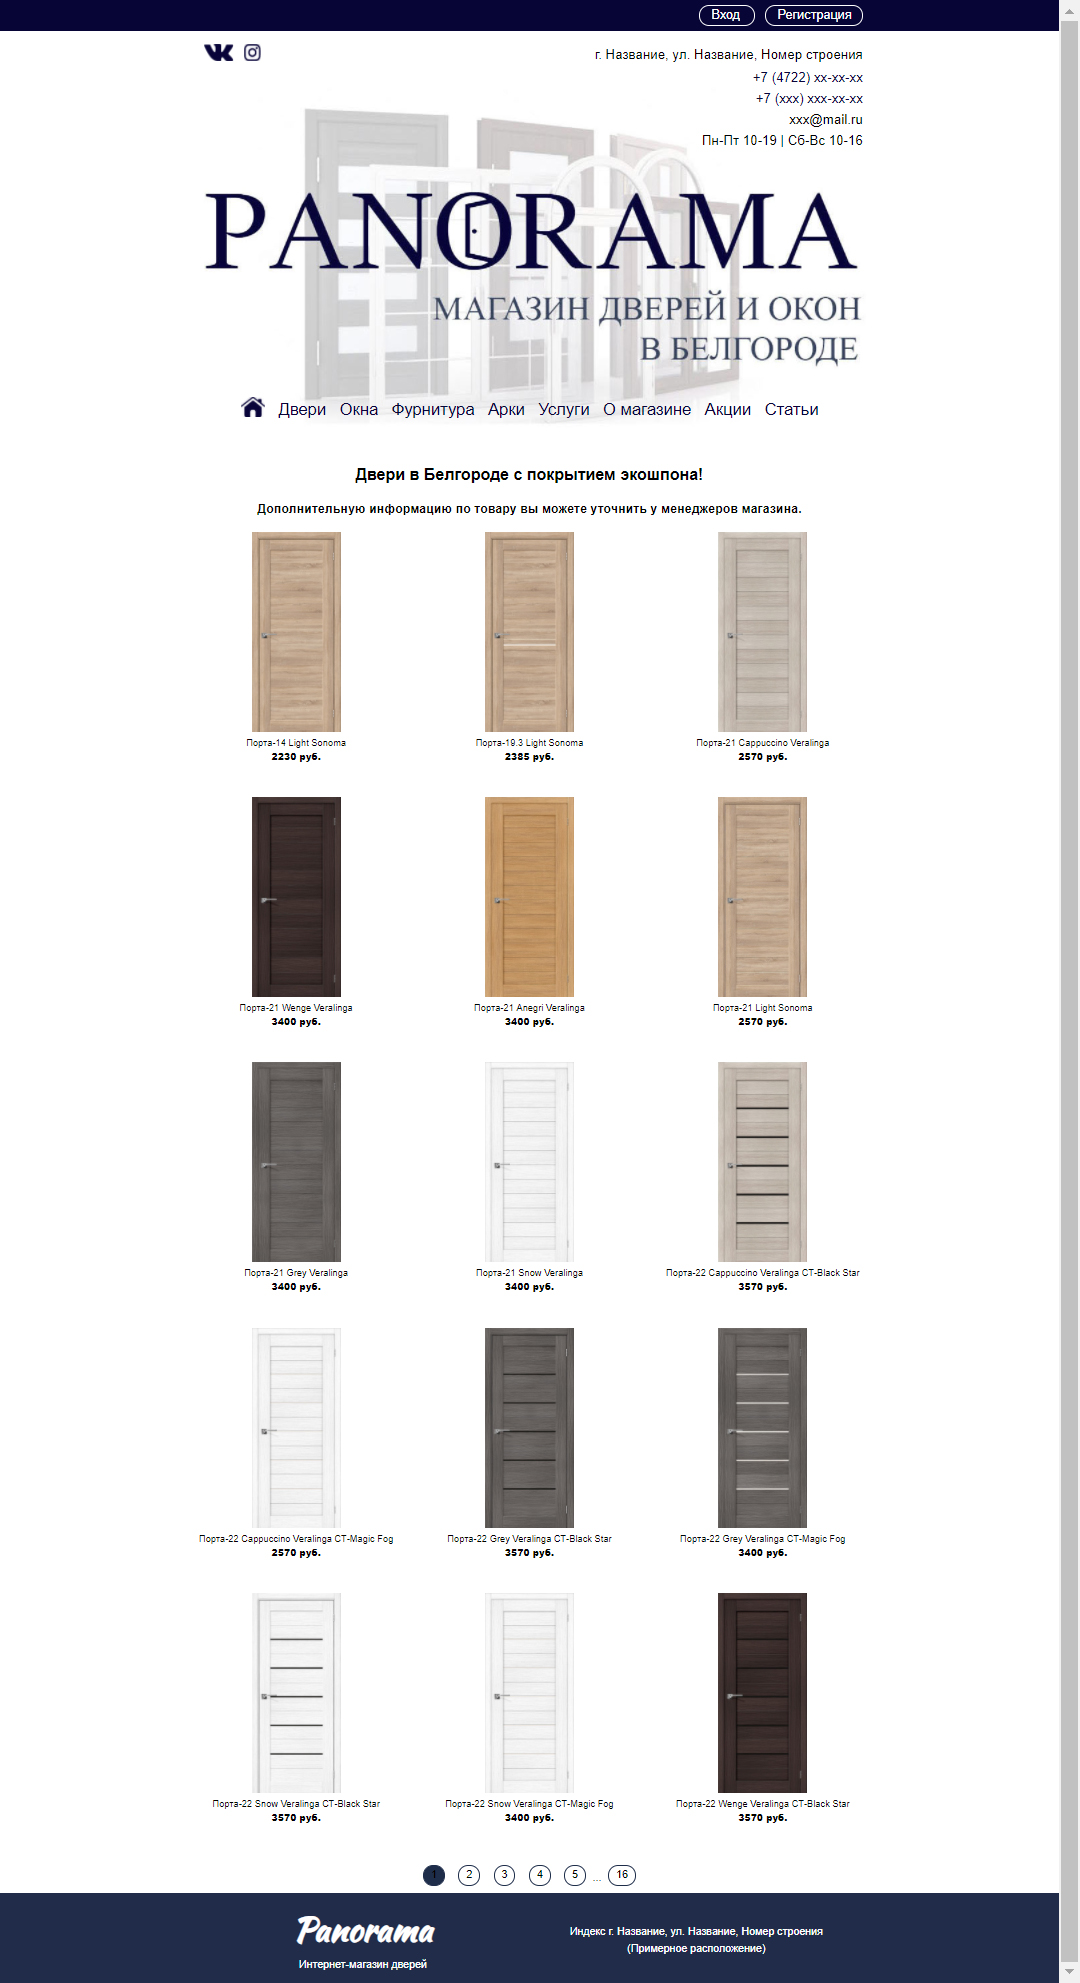 Вход Регистрация
г. Название, ул. Название, Номер строения
+7 (4722) xx-xx-xx
+7 (xxx) xxx-xx-xx
xxx@mail.ru
Пн-Пт 10-19 | Сб-Вс 10-16
PANORAMA
МАГАЗИН ДВЕРЕЙ И ОКОН
В БЕЛГОРОДЕ
Двери Окна Фурнитура Арки Услуги О магазине Акции Статьи
Двери в Белгороде с покрытием экошпона!
Дополнительную информацию по товару вы можете уточнить у менеджеров магазина.
Порта-14 Light Sonoma Порта-19.3 Light Sonoma Порта-21 Cappuccino Veralinga
2230 руб. 2385 руб. 2570 руб.
Порта-21 Wenge Veralinga Порта-21 Anegri Veralinga Порта-21 Light Sonoma
3400 руб. 3400 руб. 2570 руб.
Порта-21 Grey Veralinga Порта-21 Snow Veralinga Порта-22 Cappuccino Veralinga СТ-Black Star
3400 руб. 3400 руб. 3570 руб.
Порта-22 Cappuccino Veralinga СТ-Magic Fog Порта-22 Grey Veralinga СТ-Black Star Порта-22 Grey Veralinga СТ-Magic Fog
2570 руб. 3570 руб. 3400 руб.
Порта-22 Snow Veralinga СТ-Black Star Порта-22 Snow Veralinga СТ-Magic Fog Порта-22 Wenge Veralinga СТ-Black Star
3570 руб. 3400 руб. 3570 руб.
1 2 3 4 5 ... 16
Panorama
Интернет-магазин дверей
Индекс г. Название, ул. Название, Номер строения
(Примерное расположение)